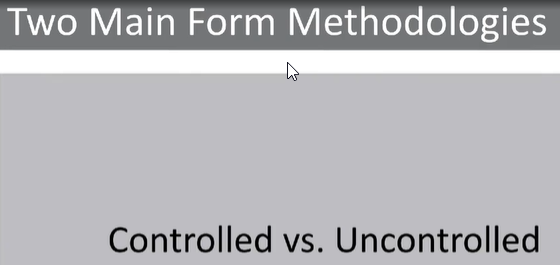 Two Main Form Methodologies
Controlled vs. Uncontrolled